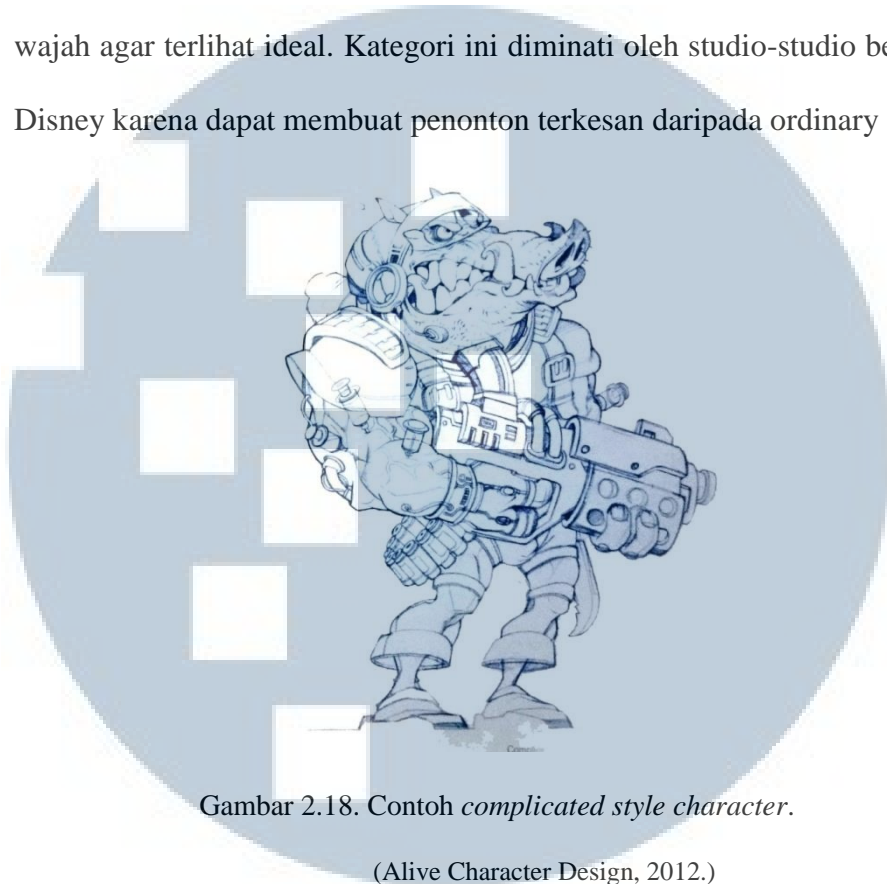 wajah agar terlihat ideal. Kategori ini diminati oleh studio-studio
Disney karena dapat membuat penonton terkesan daripada ordinary
Gambar 2.18. Contoh complicated style character.
(Alive Character Design, 2012.)